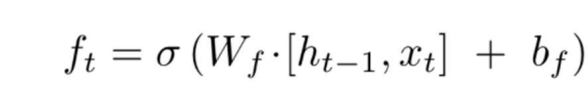 f_t = σ (W_f · [h_{t−1}, x_t] + b_f)